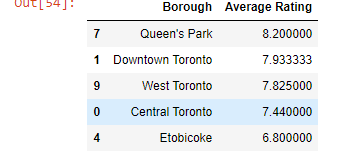 Out[54]:
Borough Average Rating
7 Queen's Park 8.200000
1 Downtown Toronto 7.933333
9 West Toronto 7.825000
0 Central Toronto 7.440000
4 Etobicoke 6.800000